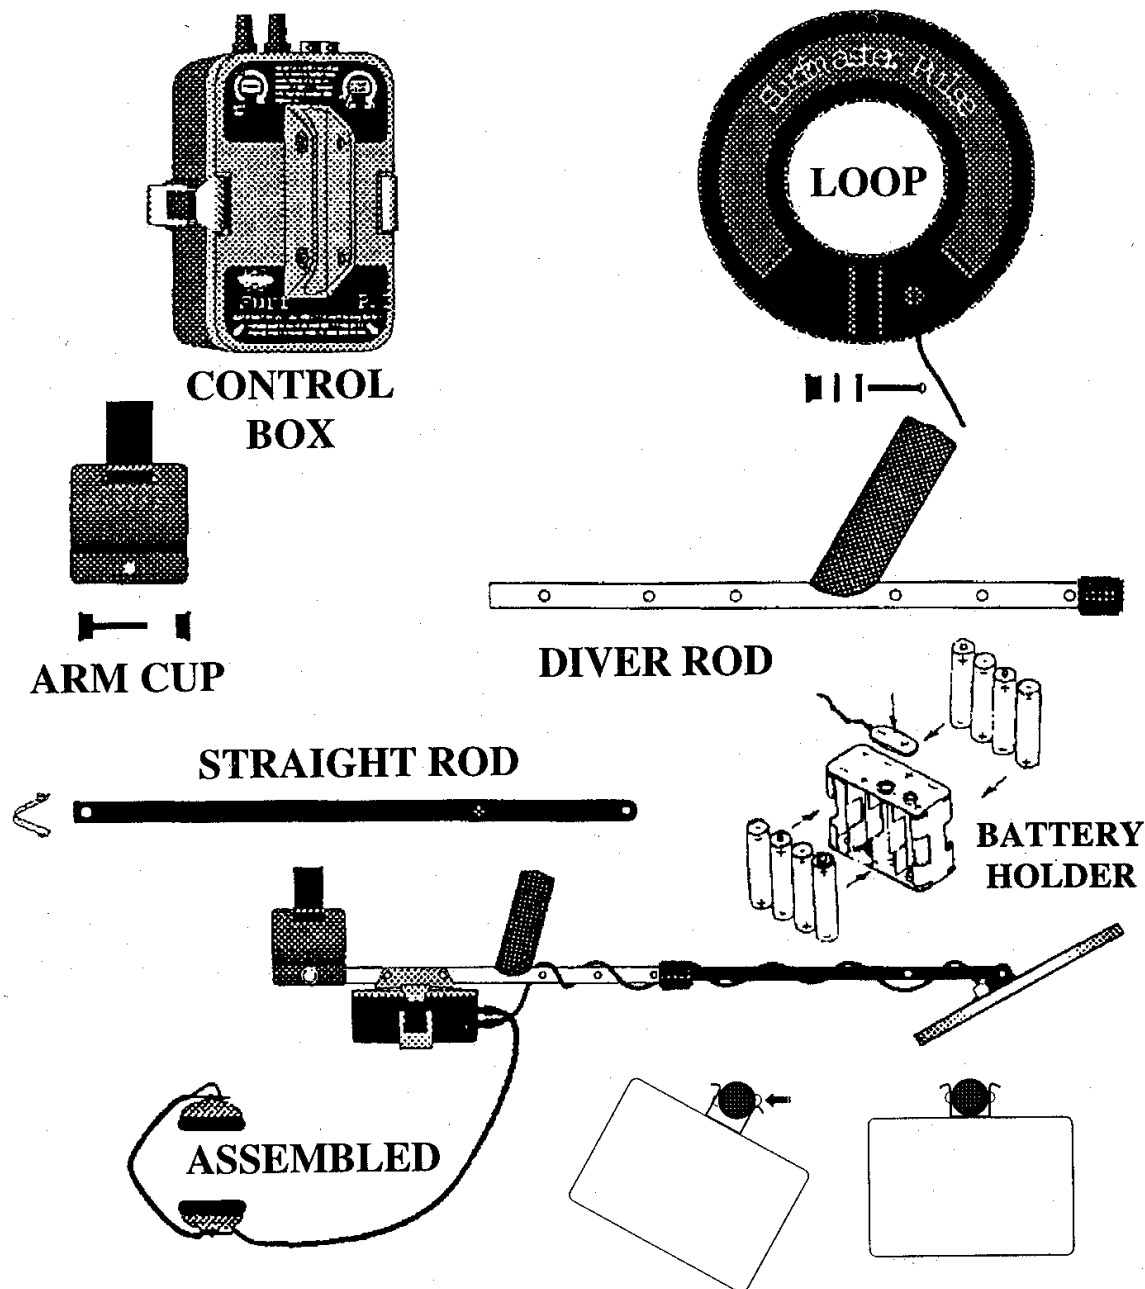 LOOP
CONTROL
BOX
ARM CUP
DIVER ROD
STRAIGHT ROD
BATTERY
HOLDER
ASSEMBLED